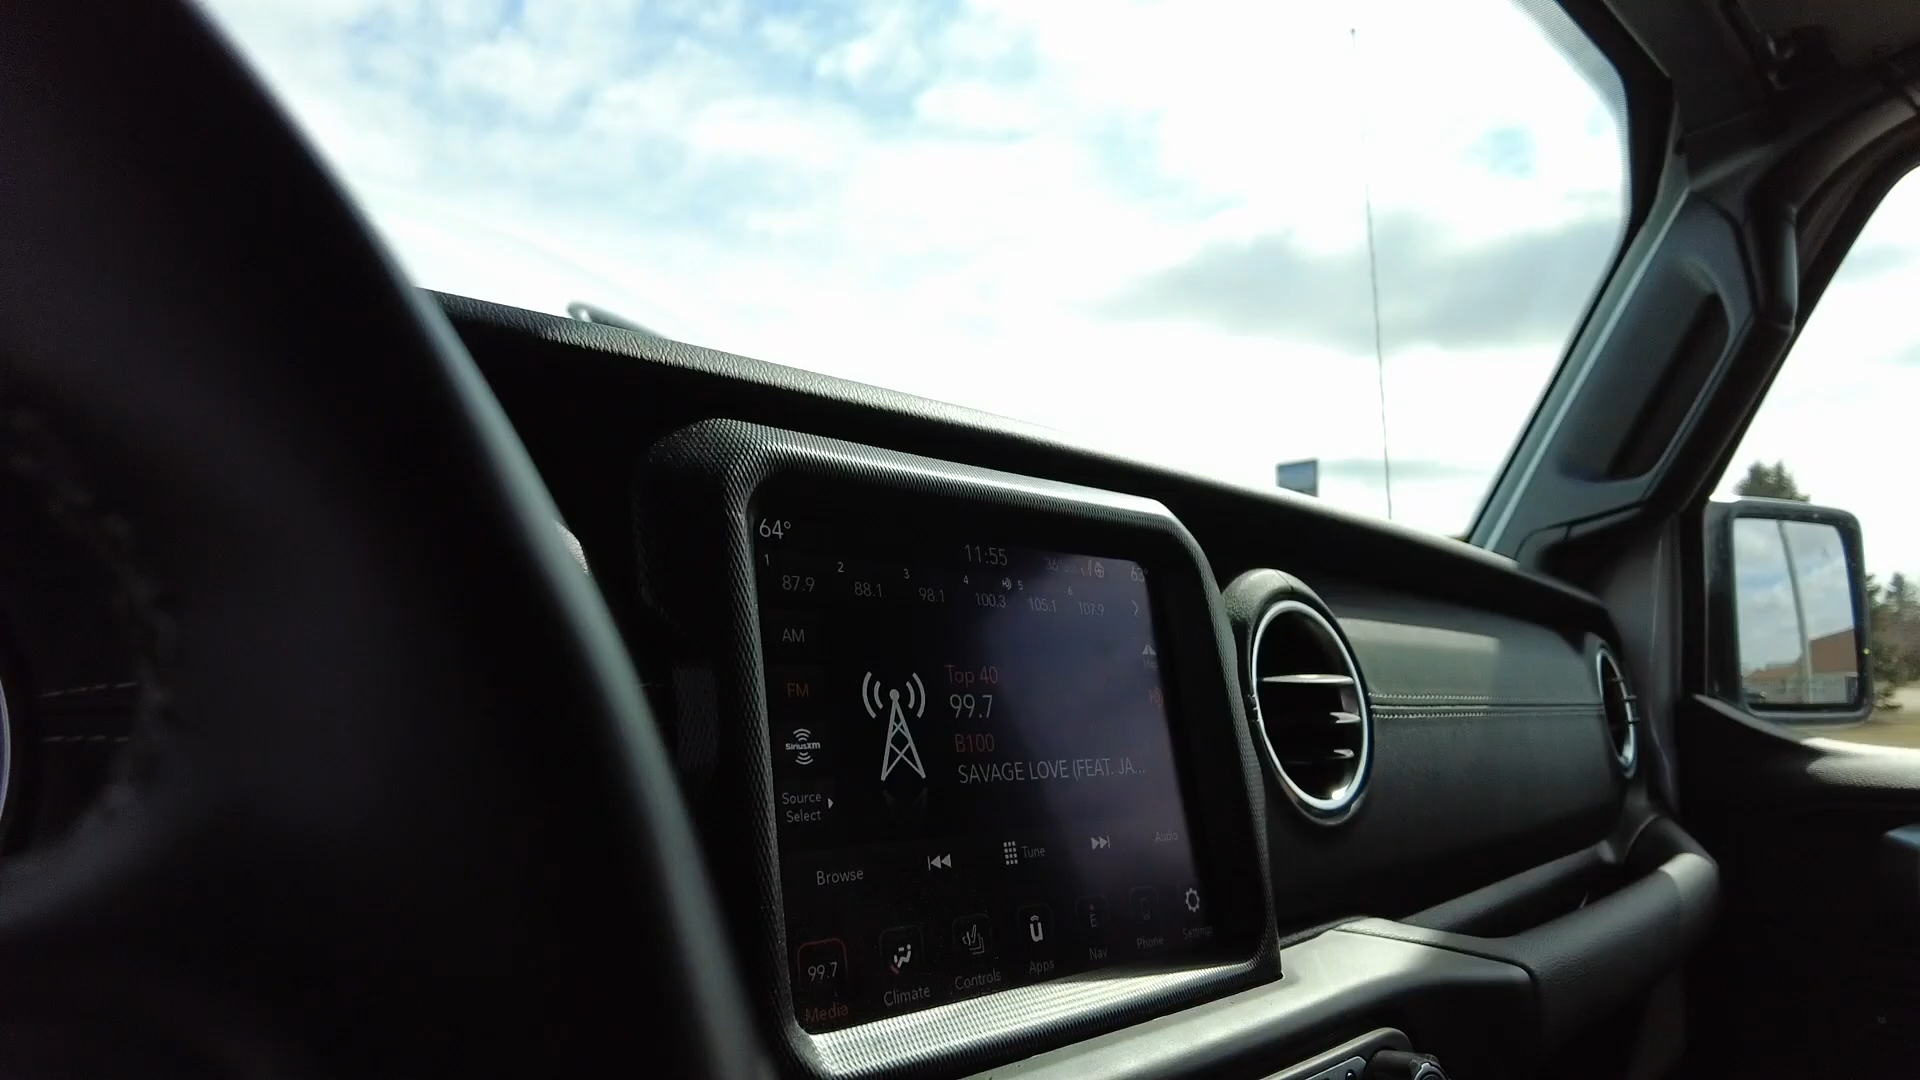 64° 11:55 36 63°
1 2 3 4 5 6
87.9 88.1 98.1 100.3 105.1 107.9
AM
FM
SiriusXM
Source
Select
Top 40
99.7
B100
SAVAGE LOVE (FEAT. JA...
Browse Tune Audio
99.7 E
Media Climate Controls Apps Nav Phone Settings